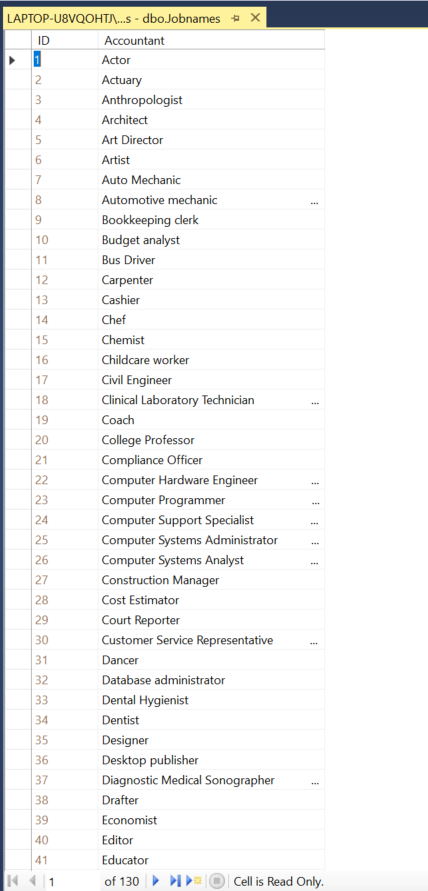 LAPTOP-U8VQOHTJ\...s - dbo.Jobnames
ID Accountant
1 Actor
2 Actuary
3 Anthropologist
4 Architect
5 Art Director
6 Artist
7 Auto Mechanic
8 Automotive mechanic ...
9 Bookkeeping clerk
10 Budget analyst
11 Bus Driver
12 Carpenter
13 Cashier
14 Chef
15 Chemist
16 Childcare worker
17 Civil Engineer
18 Clinical Laboratory Technician ...
19 Coach
20 College Professor
21 Compliance Officer
22 Computer Hardware Engineer ...
23 Computer Programmer ...
24 Computer Support Specialist ...
25 Computer Systems Administrator ...
26 Computer Systems Analyst ...
27 Construction Manager
28 Cost Estimator
29 Court Reporter
30 Customer Service Representative ...
31 Dancer
32 Database administrator
33 Dental Hygienist
34 Dentist
35 Designer
36 Desktop publisher
37 Diagnostic Medical Sonographer ...
38 Drafter
39 Economist
40 Editor
41 Educator
1 of 130 Cell is Read Only.